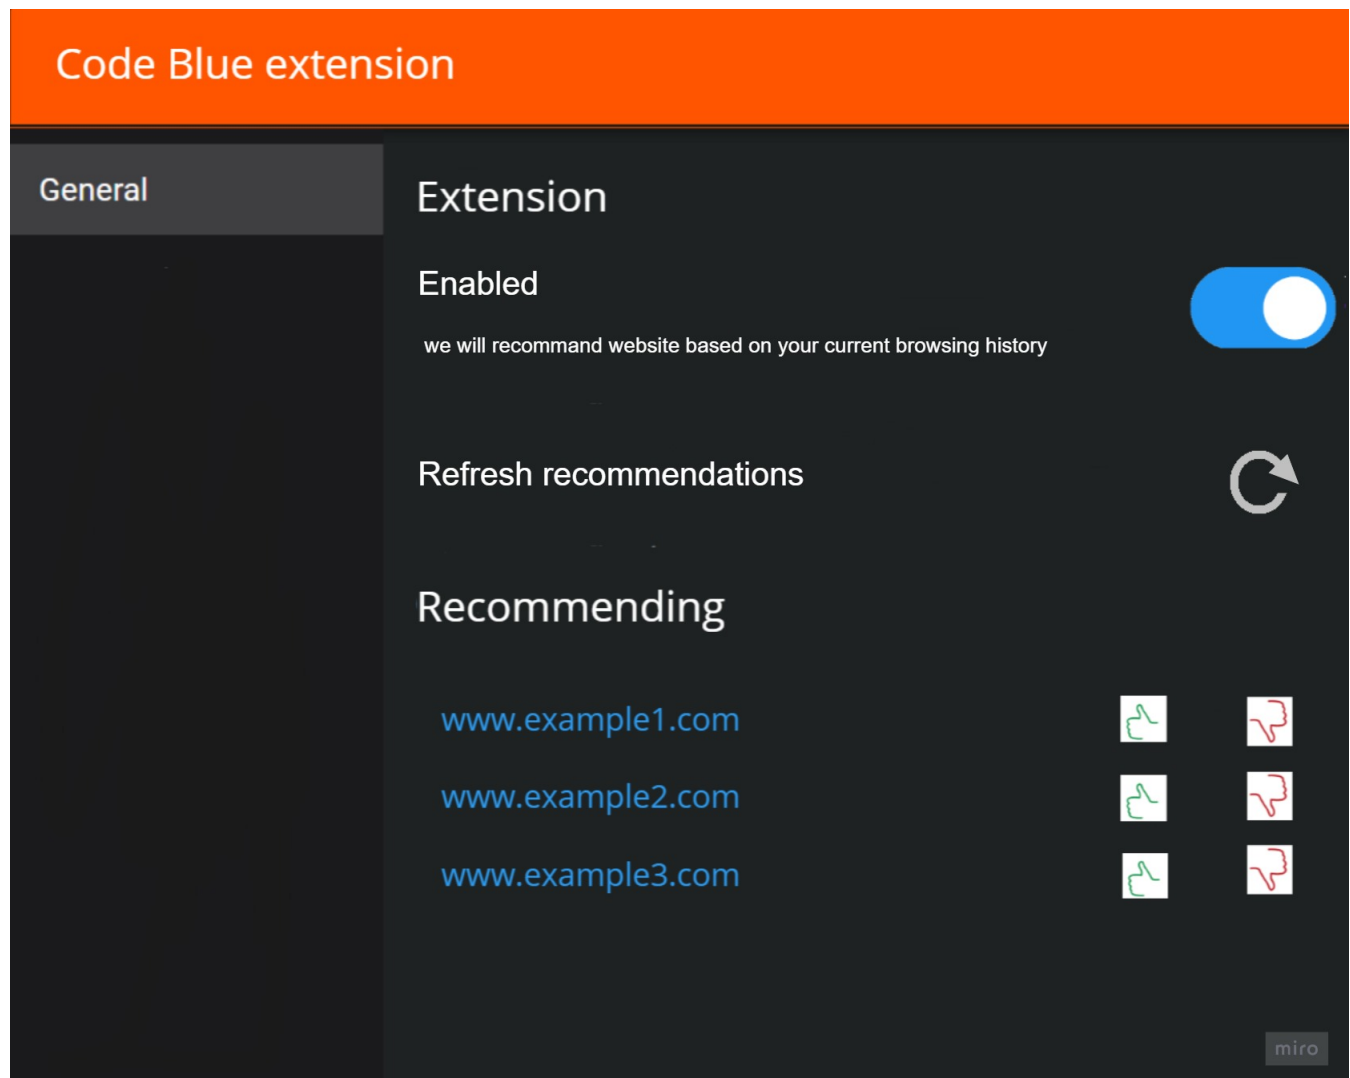 Code Blue extension
General
Extension
Enabled
we will recommand website based on your current browsing history
Refresh recommendations
Recommending
www.example1.com
www.example2.com
www.example3.com
miro